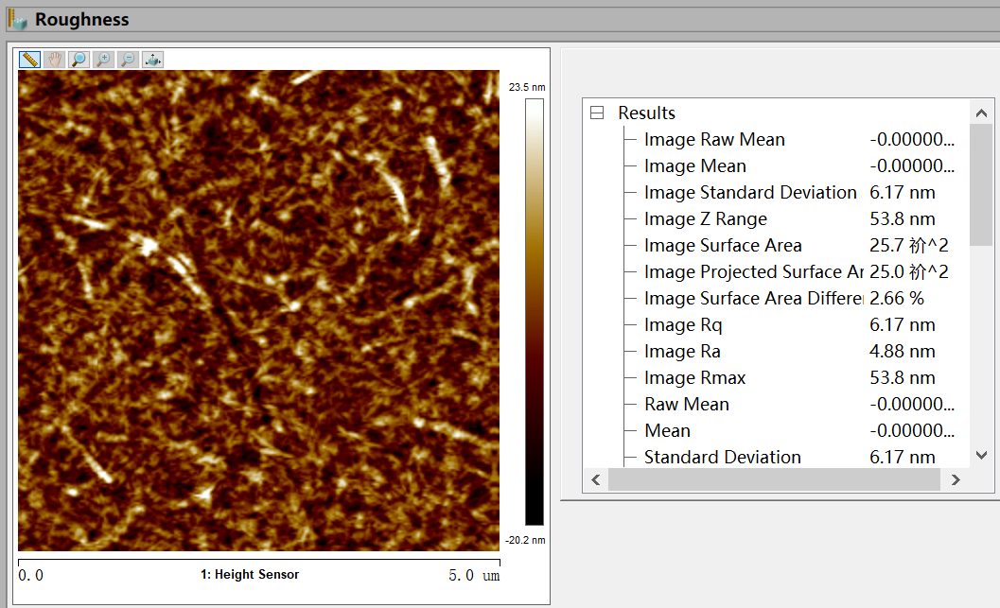 Roughness
23.5 nm
-20.2 nm
0.0
1: Height Sensor
5.0 um
Results
Image Raw Mean -0.00000...
Image Mean -0.00000...
Image Standard Deviation 6.17 nm
Image Z Range 53.8 nm
Image Surface Area 25.7 祄^2
Image Projected Surface Ar 25.0 祄^2
Image Surface Area Differe 2.66 %
Image Rq 6.17 nm
Image Ra 4.88 nm
Image Rmax 53.8 nm
Raw Mean -0.00000...
Mean -0.00000...
Standard Deviation 6.17 nm